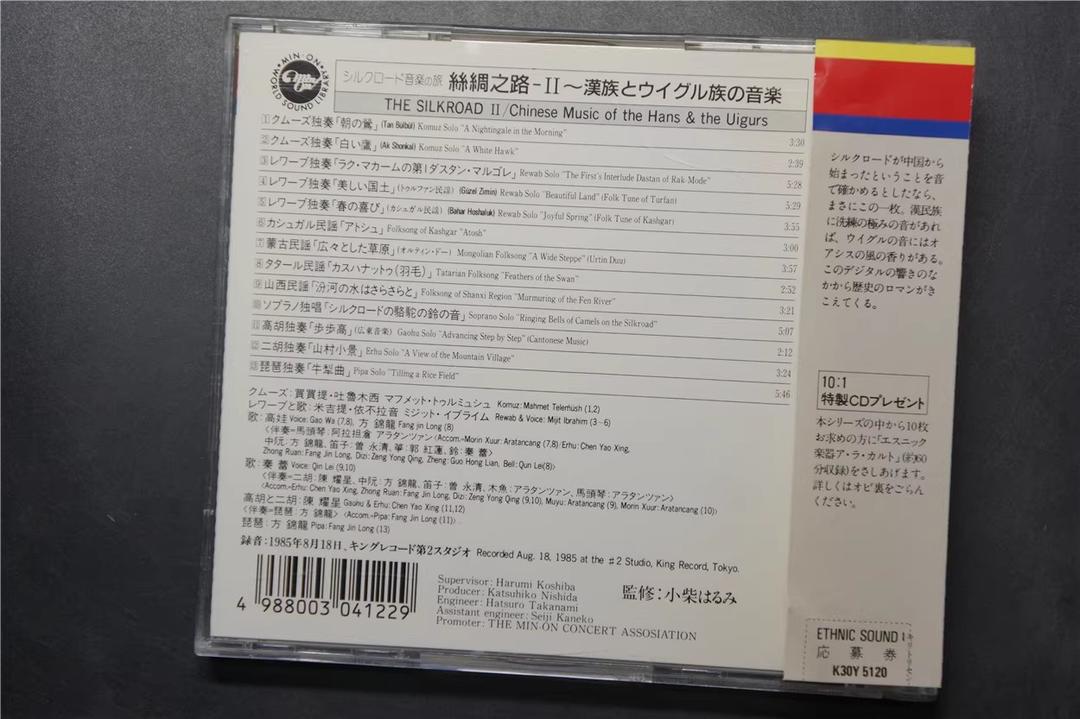 MIN-ON
WORLD SOUND LIBRARY
シルクロード音楽の旅 絲綢之路-II～漢族とウイグル族の音楽
THE SILKROAD II/Chinese Music of the Hans & the Uigurs
①クムーズ独奏「朝の鶯」(Tan Bülbül) Komuz Solo "A Nightingale in the Morning" 3:30
②クムーズ独奏「白い鷹」(Ak Shonkal) Komuz Solo "A White Hawk" 2:39
③レワープ独奏「ラク・マカームの第1ダスタン・マルゴレ」Rewab Solo "The First's Interlude Dastan of Rak-Mode" 5:28
④レワープ独奏「美しい国土」(トゥルファン民謡) (Güzel Zimin) Rewab Solo "Beautiful Land" (Folk Tune of Turfan) 5:29
⑤レワープ独奏「春の喜び」(カシュガル民謡) (Bahar Hoshaluk) Rewab Solo "Joyful Spring" (Folk Tune of Kashgar) 3:55
⑥カシュガル民謡「アトシュ」 Folksong of Kashgar "Atosh" 3:00
⑦蒙古民謡「広々とした草原」(オルティン・ドー) Mongolian Folksong "A Wide Steppe" (Urtin Duu) 3:57
⑧タタール民謡「カスハナットゥ(羽毛)」 Tatarian Folksong "Feathers of the Swan" 2:52
⑨山西民謡「汾河の水はさらさらと」 Folksong of Shanxi Region "Murmuring of the Fen River" 3:21
⑩ソプラノ独唱「シルクロードの駱駝の鈴の音」 Soprano Solo "Ringing Bells of Camels on the Silkroad" 5:07
⑪高胡独奏「歩歩高」(広東音楽) Gaohu Solo "Advancing Step by Step" (Cantonese Music) 2:12
⑫二胡独奏「山村小景」 Erhu Solo "A View of the Mountain Village" 3:24
⑬琵琶独奏「牛犁曲」 Pipa Solo "Tilling a Rice Field" 5:46
クムーズ：買買提・吐魯木西 マフメット・トゥルミュシュ Komuz: Mahmet Telermüsh (1,2)
レワープと歌：米吉提・依不拉音 ミジット・イブライム Rewab & Voice: Mijit Ibrahim (3～6)
歌：高娃 Voice: Gao Wa (7,8), 方 錦龍 Fang jin Long (8)
〈伴奏=馬頭琴：阿拉担倉 アラタンツァン (Accom.-Morin Xuur: Aratancang (7,8)/Erhu: Chen Yao Xing,
中阮：方 錦龍、笛子：曽 永清、箏：郭 紅蓮、鈴：秦 蕾〉
Zhong Ruan: Fang Jin Long, Dizi: Zeng Yong Qing, Zheng: Guo Hong Lian, Bell: Qun Lei(8))
歌：秦 蕾 Voice: Qin Lei (9,10)
〈伴奏=二胡：陳 耀星、中阮：方 錦龍、笛子：曽 永清、木魚：アラタンツァン、馬頭琴：アラタンツァン〉
〈Accom.-Erhu: Chen Yao Xing, Zhong Ruan: Fang Jin Long, Dizi: Zeng Yong Qing (9,10), Muyu: Aratancang (9), Morin Xuur: Aratancang (10)〉
高胡と二胡：陳 耀星 Gaohu & Erhu: Chen Yao Xing (11,12)
〈伴奏=琵琶：方 錦龍〉〈Accom.-Pipa: Fang Jin Long (11)〉
琵琶：方 錦龍 Pipa: Fang Jin Long (13)
録音：1985年8月18日、キングレコード第2スタジオ Recorded Aug. 18, 1985 at the ♯2 Studio, King Record, Tokyo.
4 988003 041229
Supervisor: Harumi Koshiba
Producer: Katsuhiko Nishida
Engineer: Hatsuro Takanami
Assistant engineer: Seiji Kaneko
Promoter: THE MIN-ON CONCERT ASSOSIATION
監修：小柴はるみ
シルクロードが中国から
始まったということを音
で確かめるとしたなら、
まさにこの一枚。漢民族
に洗練の極みの音があれ
ば、ウイグルの音にはオ
アシスの風の香りがある。
このデジタルの響きのな
かから歴史のロマンがき
こえてくる。
10:1
特製CDプレゼント
本シリーズの中から10枚
お求めの方に「エスニック
楽器ア・ラ・カルト」(約60
分収録)をさしあげます。
詳しくはオビ裏をごらん
ください。
ETHNIC SOUND
応募券
K30Y 5120
キリトリセン